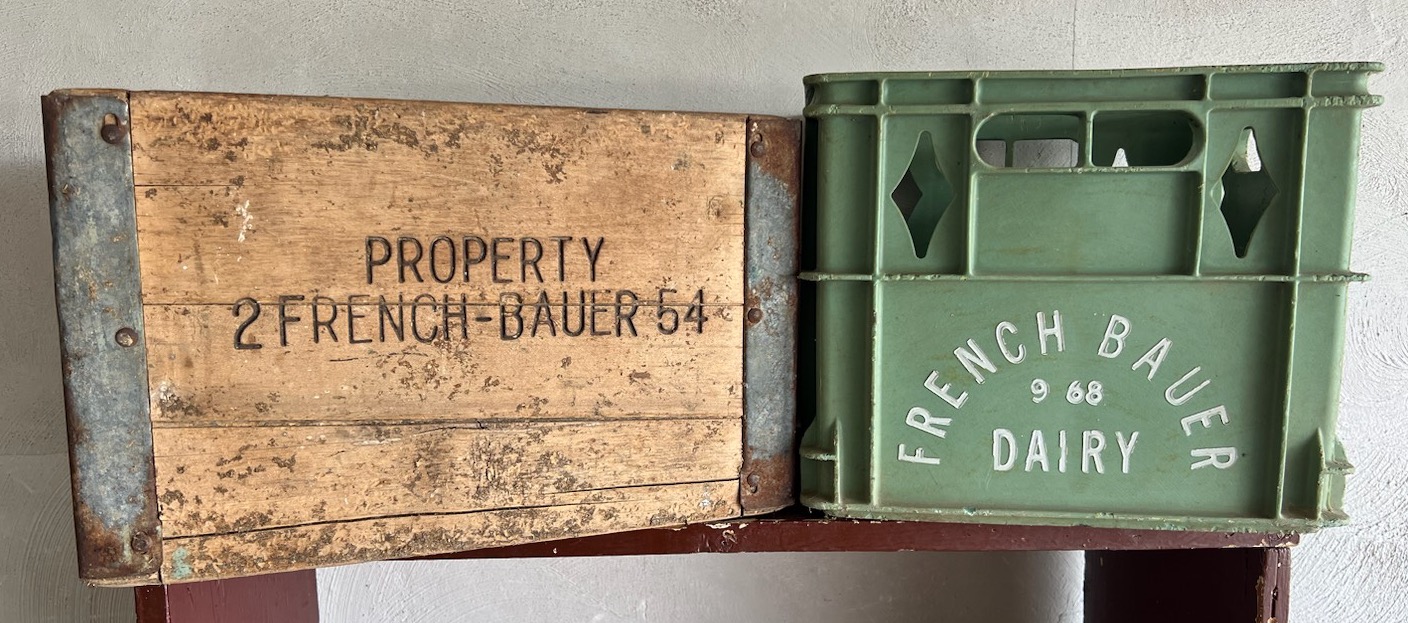 PROPERTY
2 FRENCH-BAUER 54
FRENCH BAUER
9 68
DAIRY